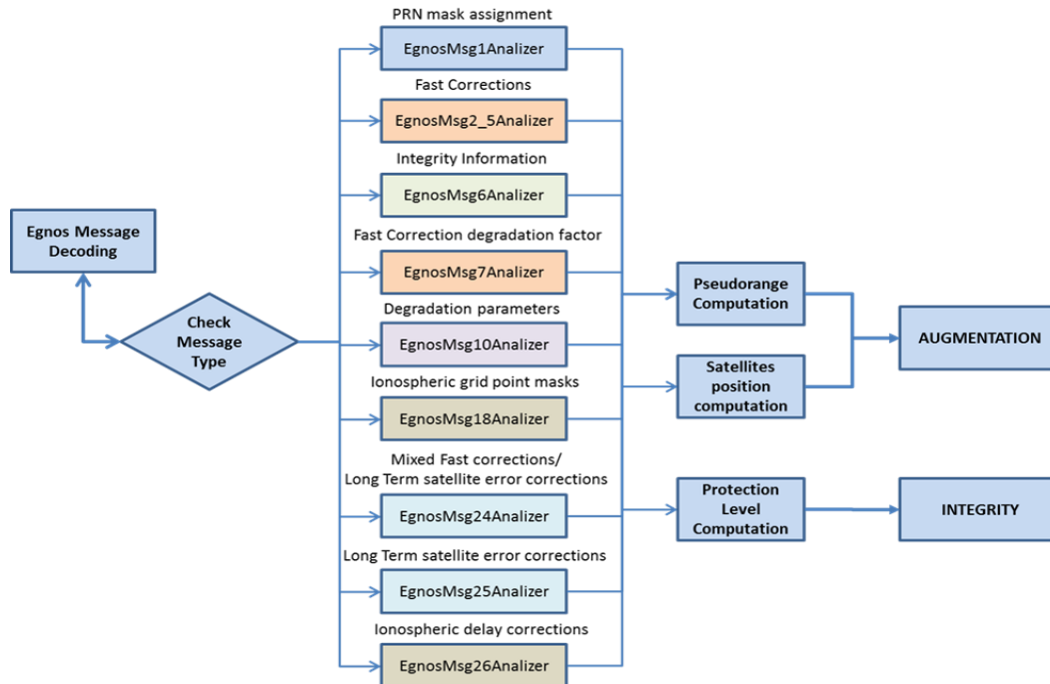 PRN mask assignment
EgnosMsg1Analizer
Fast Corrections
EgnosMsg2_5Analizer
Integrity Information
EgnosMsg6Analizer
Egnos Message
Decoding
Fast Correction degradation factor
EgnosMsg7Analizer
Check
Message
Type
Degradation parameters
EgnosMsg10Analizer
Ionospheric grid point masks
EgnosMsg18Analizer
Mixed Fast corrections/
Long Term satellite error corrections
EgnosMsg24Analizer
Long Term satellite error corrections
EgnosMsg25Analizer
Ionospheric delay corrections
EgnosMsg26Analizer
Pseudorange
Computation
Satellites
position
computation
AUGMENTATION
Protection
Level
Computation
INTEGRITY